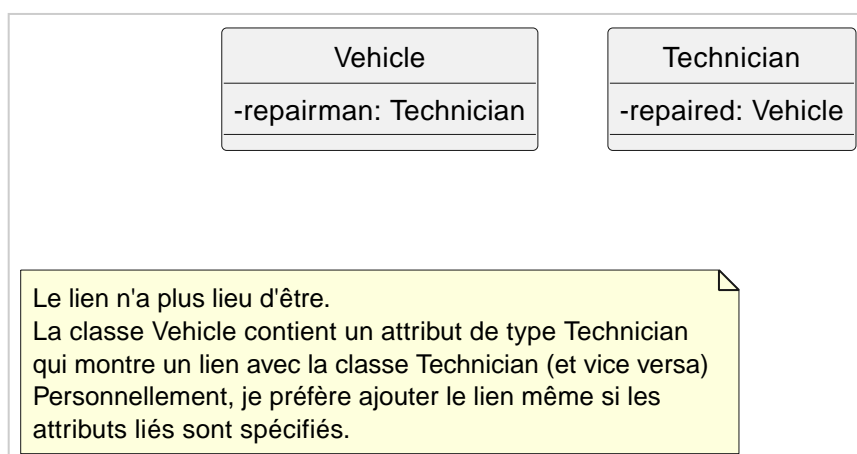 Vehicle
-repairman: Technician
Technician
-repaired: Vehicle
Le lien n'a plus lieu d'être.
La classe Vehicle contient un attribut de type Technician
qui montre un lien avec la classe Technician (et vice versa)
Personnellement, je préfère ajouter le lien même si les
attributs liés sont spécifiés.